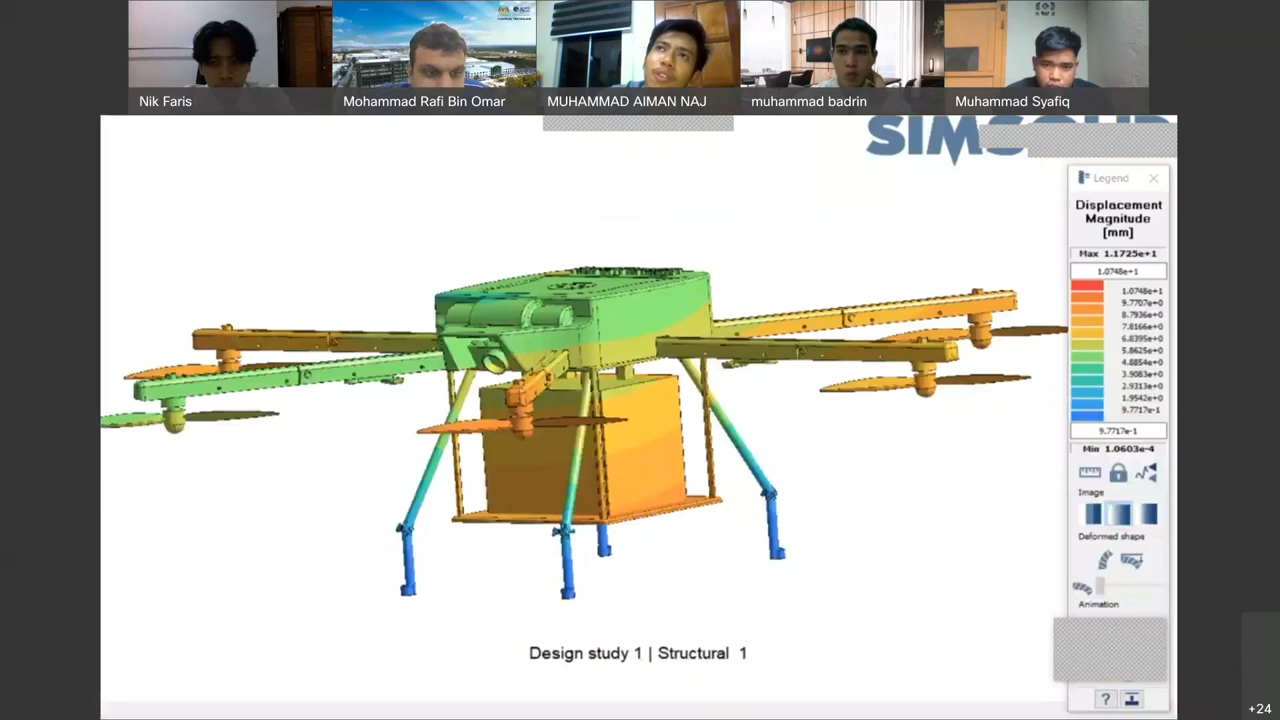 Nik Faris
Mohammad Rafi Bin Omar
MUHAMMAD AIMAN NAJ
muhammad badrin
Muhammad Syafiq
Legend
Displacement
Magnitude
[mm]
Max 1.1725e+1
1.0748e+1
1.0748e+1
9.7707e+0
8.7936e+0
7.8166e+0
6.8395e+0
5.8625e+0
4.8854e+0
3.9083e+0
2.9313e+0
1.9542e+0
9.7717e-1
9.7717e-1
Min 1.0603e-4
Image
Deformed shape
Animation
?
Design study 1 | Structural 1
+24